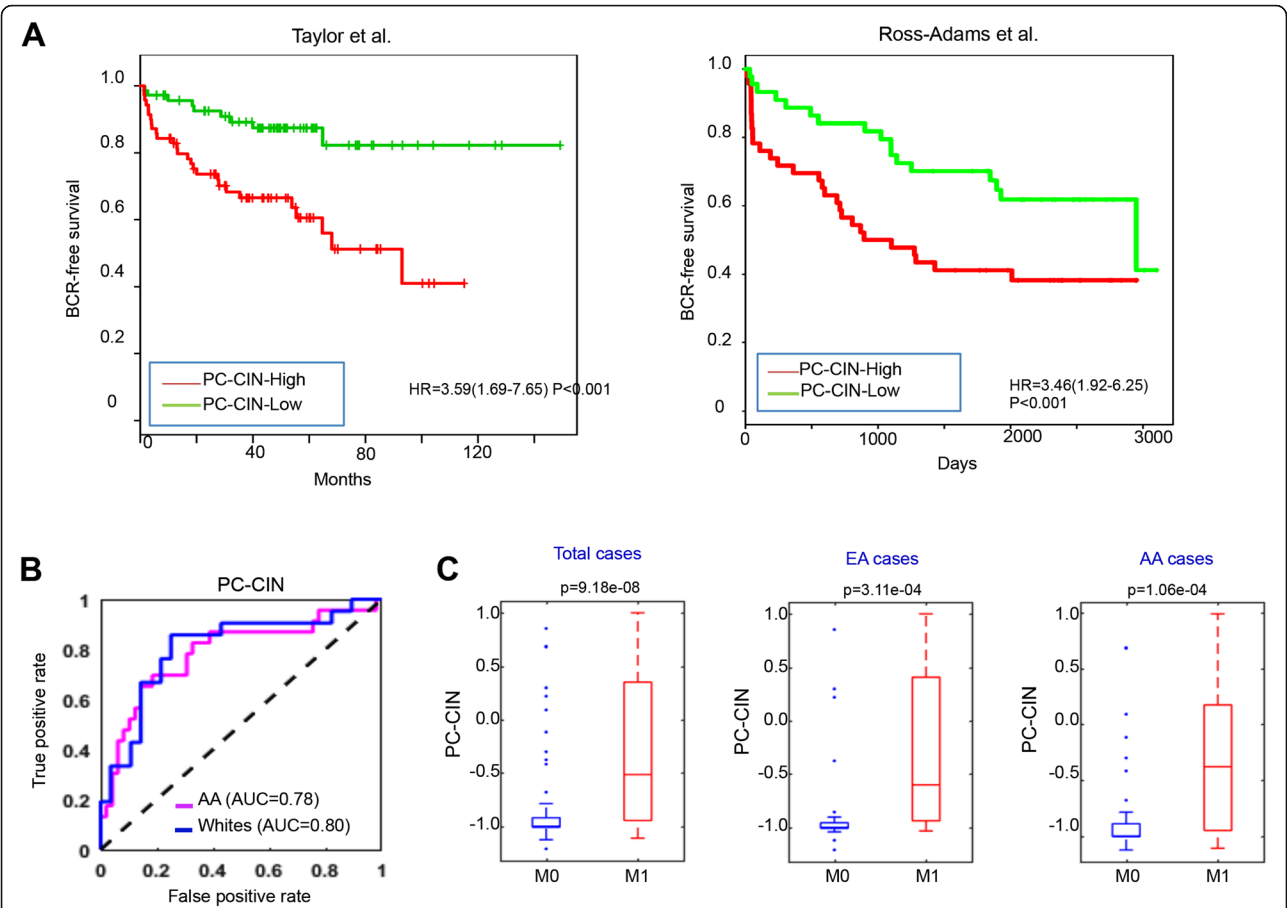 A
Taylor et al.
BCR-free survival
1.0
0.8
0.6
0.4
0.2
0
PC-CIN-High
PC-CIN-Low
HR=3.59(1.69-7.65) P<0.001
0 40 80 120
Months
Ross-Adams et al.
BCR-free survival
1.0
0.8
0.6
0.4
0.2
0
PC-CIN-High
PC-CIN-Low
HR=3.46(1.92-6.25)
P<0.001
0 1000 2000 3000
Days
B
PC-CIN
True positive rate
1
0.8
0.6
0.4
0.2
0
AA (AUC=0.78)
Whites (AUC=0.80)
0 0.2 0.4 0.6 0.8 1
False positive rate
C
Total cases
p=9.18e-08
PC-CIN
1.0
0.5
0.0
-0.5
-1.0
M0 M1
EA cases
p=3.11e-04
PC-CIN
1.0
0.5
0.0
-0.5
-1.0
M0 M1
AA cases
p=1.06e-04
PC-CIN
1.0
0.5
0.0
-0.5
-1.0
M0 M1